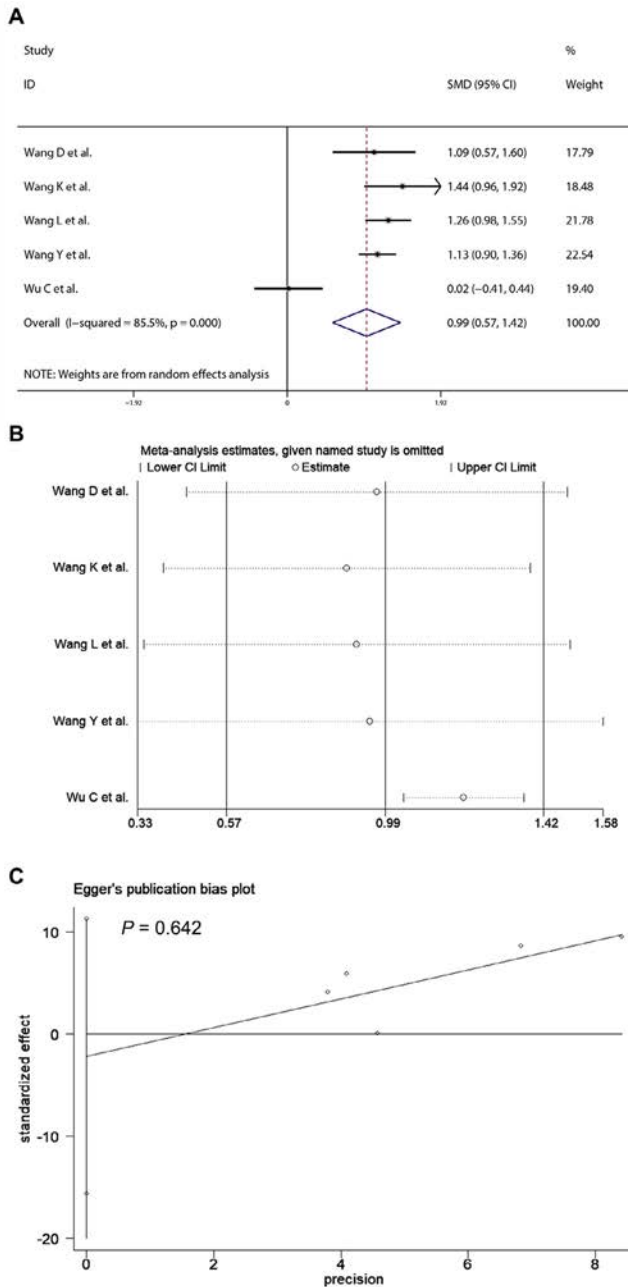 A
Study %
ID SMD (95% CI) Weight
Wang D et al. 1.09 (0.57, 1.60) 17.79
Wang K et al. 1.44 (0.96, 1.92) 18.48
Wang L et al. 1.26 (0.98, 1.55) 21.78
Wang Y et al. 1.13 (0.90, 1.36) 22.54
Wu C et al. 0.02 (−0.41, 0.44) 19.40
Overall (I−squared = 85.5%, p = 0.000) 0.99 (0.57, 1.42) 100.00
NOTE: Weights are from random effects analysis
−1.92 0 1.92
B
Meta-analysis estimates, given named study is omitted
Lower CI Limit Estimate Upper CI Limit
Wang D et al.
Wang K et al.
Wang L et al.
Wang Y et al.
Wu C et al.
0.33 0.57 0.99 1.42 1.58
C
Egger's publication bias plot
P = 0.642
10
0
-10
-20
standardized effect
0 2 4 6 8
precision